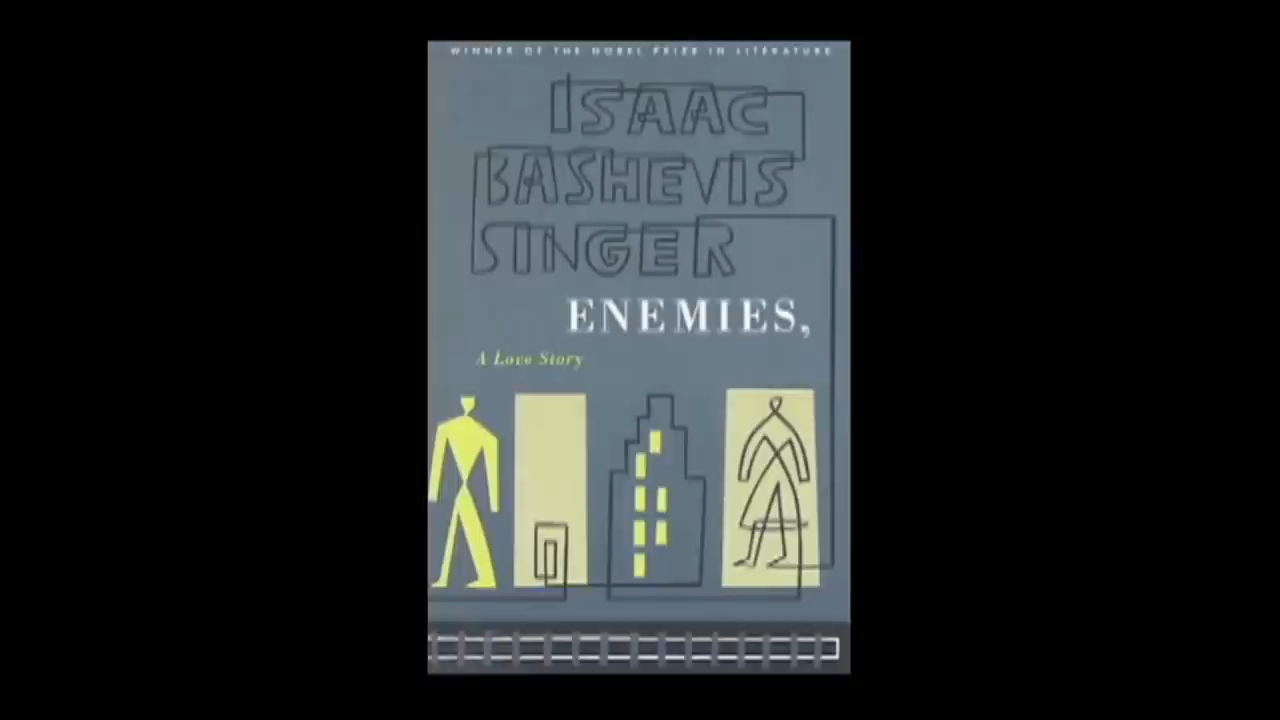 WINNER OF THE NOBEL PRIZE IN LITERATURE
ISAAC
BASHEVIS
SINGER
ENEMIES,
A Love Story